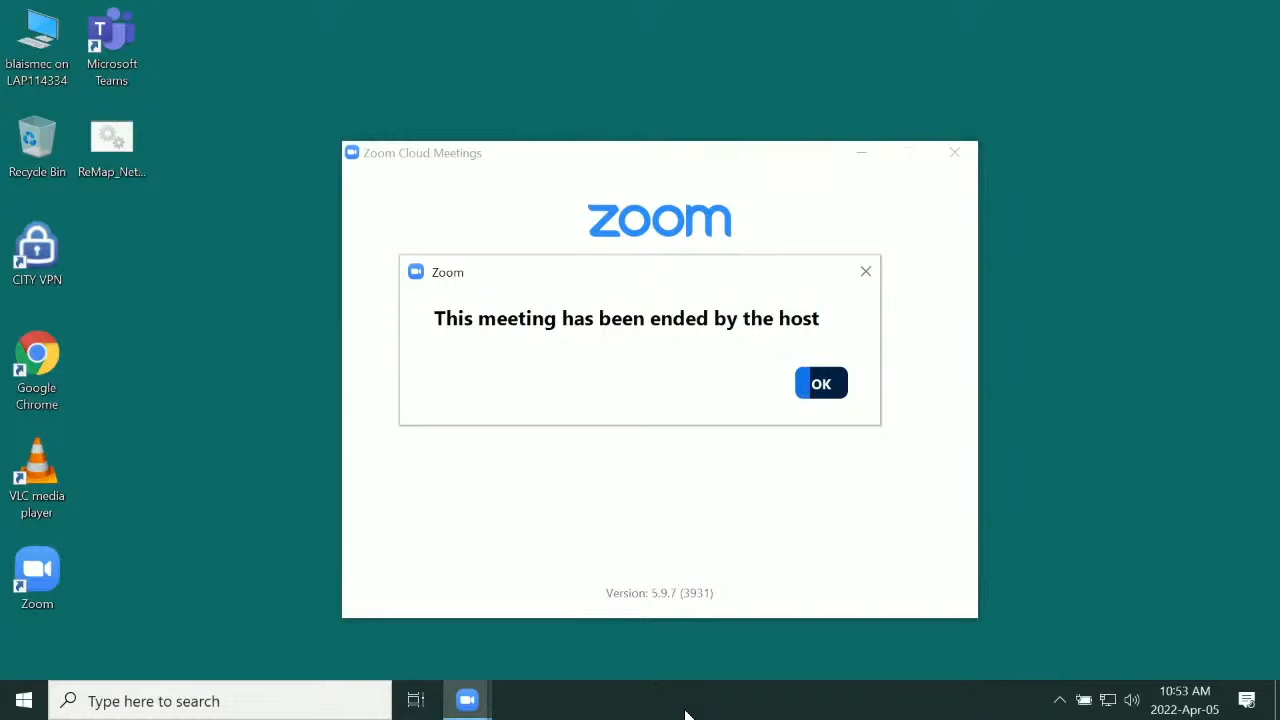 blaismec on
LAP114334
Microsoft
Teams
Recycle Bin
ReMap_Net...
CITY VPN
Google
Chrome
VLC media
player
Zoom
Zoom Cloud Meetings
zoom
Zoom
This meeting has been ended by the host
OK
Version: 5.9.7 (3931)
Type here to search
10:53 AM
2022-Apr-05